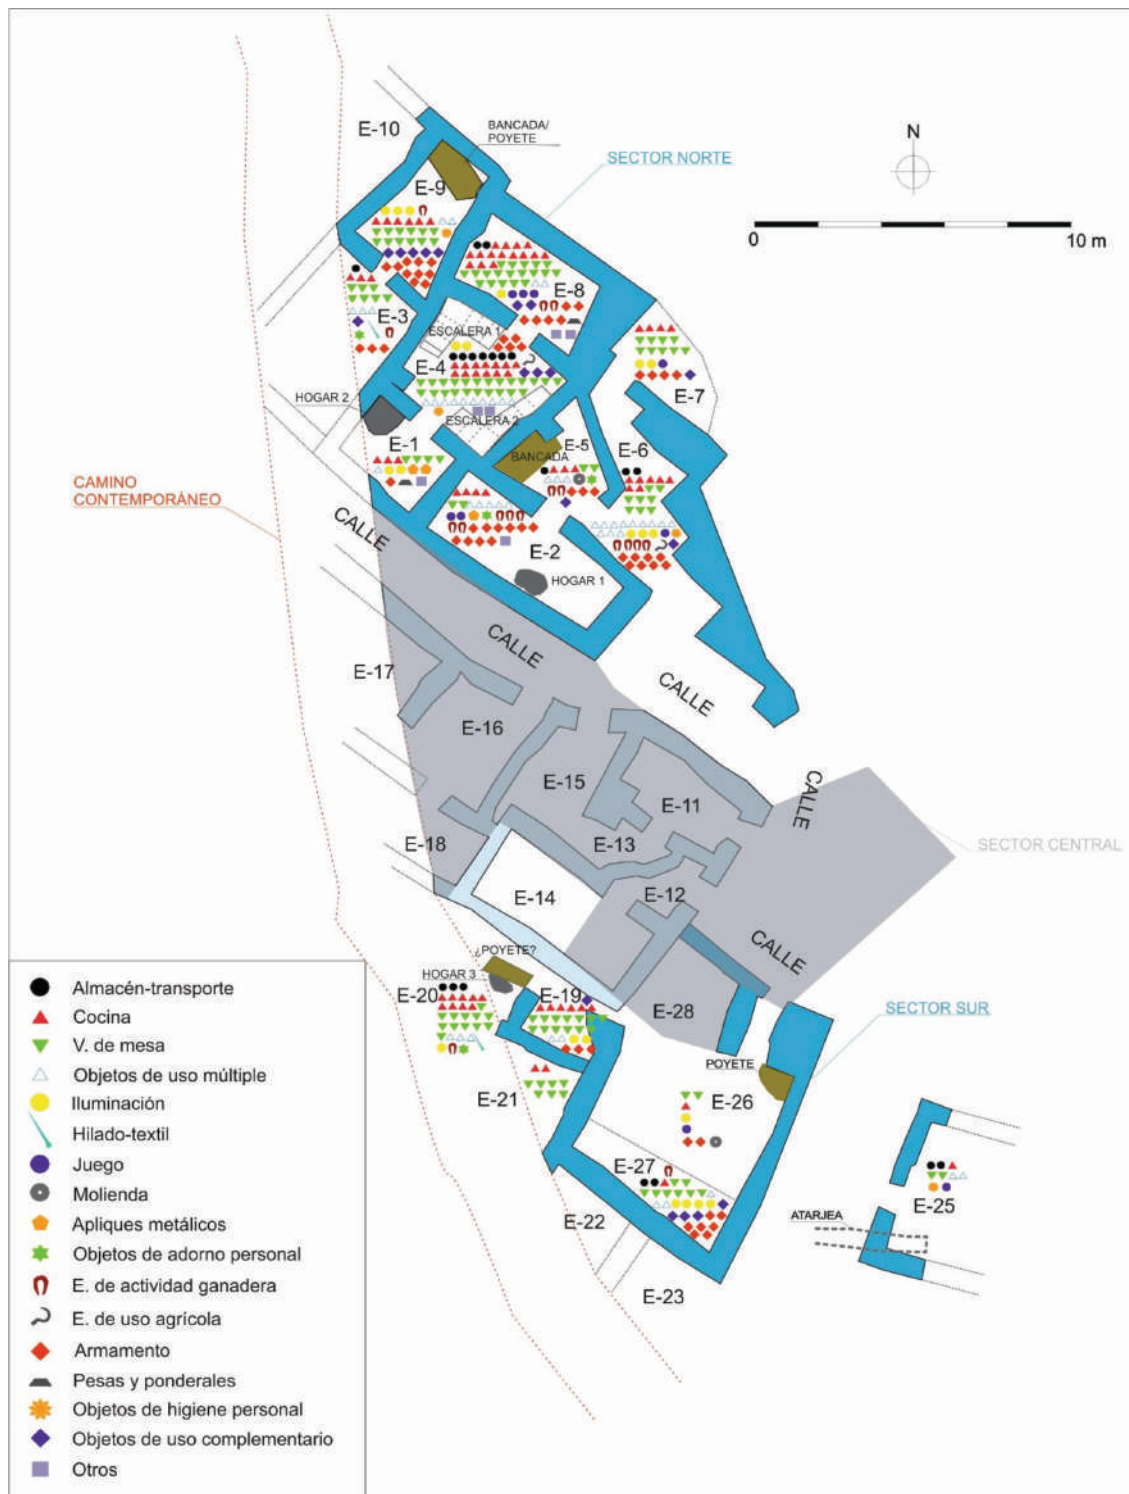 E-10
BANCADA/
POYETE
SECTOR NORTE
N
E-9
0
10 m
E-8
E-3
ESCALERA 1
E-4
E-7
HOGAR 2
ESCALERA 2
E-1
E-5
BANCADA
E-6
CAMINO
CONTEMPORÁNEO
CALLE
E-2
HOGAR 1
CALLE
E-17
CALLE
E-16
E-15
E-11
CALLE
E-18
E-13
SECTOR CENTRAL
E-14
E-12
CALLE
¿POYETE?
HOGAR 3
E-20
E-19
E-28
SECTOR SUR
POYETE
E-21
E-26
E-27
E-25
ATARJEA
E-22
E-23
Almacén-transporte
Cocina
V. de mesa
Objetos de uso múltiple
Iluminación
Hilado-textil
Juego
Molienda
Apliques metálicos
Objetos de adorno personal
E. de actividad ganadera
E. de uso agrícola
Armamento
Pesas y ponderales
Objetos de higiene personal
Objetos de uso complementario
Otros